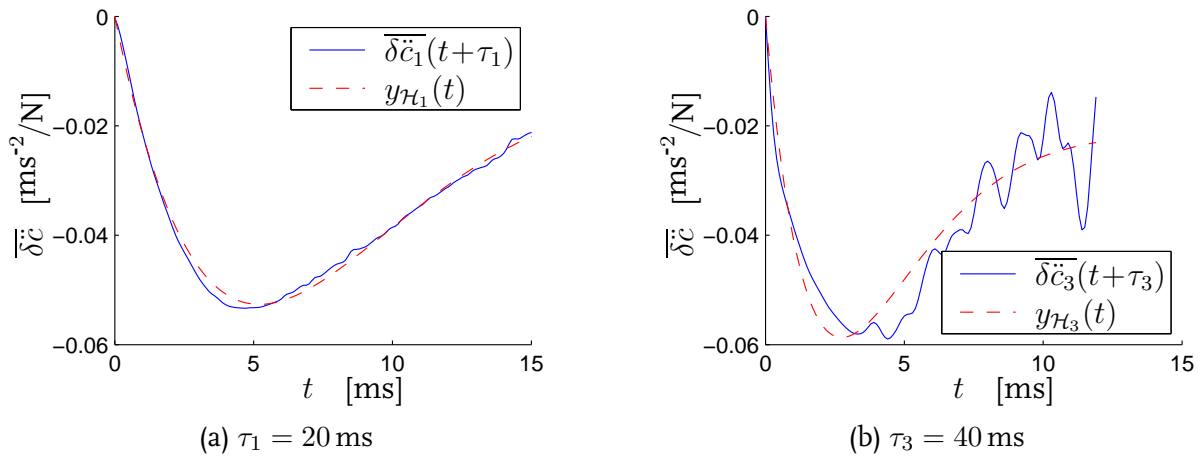 0
−0.02
−0.04
−0.06
δc̈ [ms⁻²/N]
δc̈₁(t+τ₁)
y_H₁(t)
0 5 10 15
t [ms]
(a) τ₁ = 20 ms
0
−0.02
−0.04
−0.06
δc̈ [ms⁻²/N]
δc̈₃(t+τ₃)
y_H₃(t)
0 5 10 15
t [ms]
(b) τ₃ = 40 ms